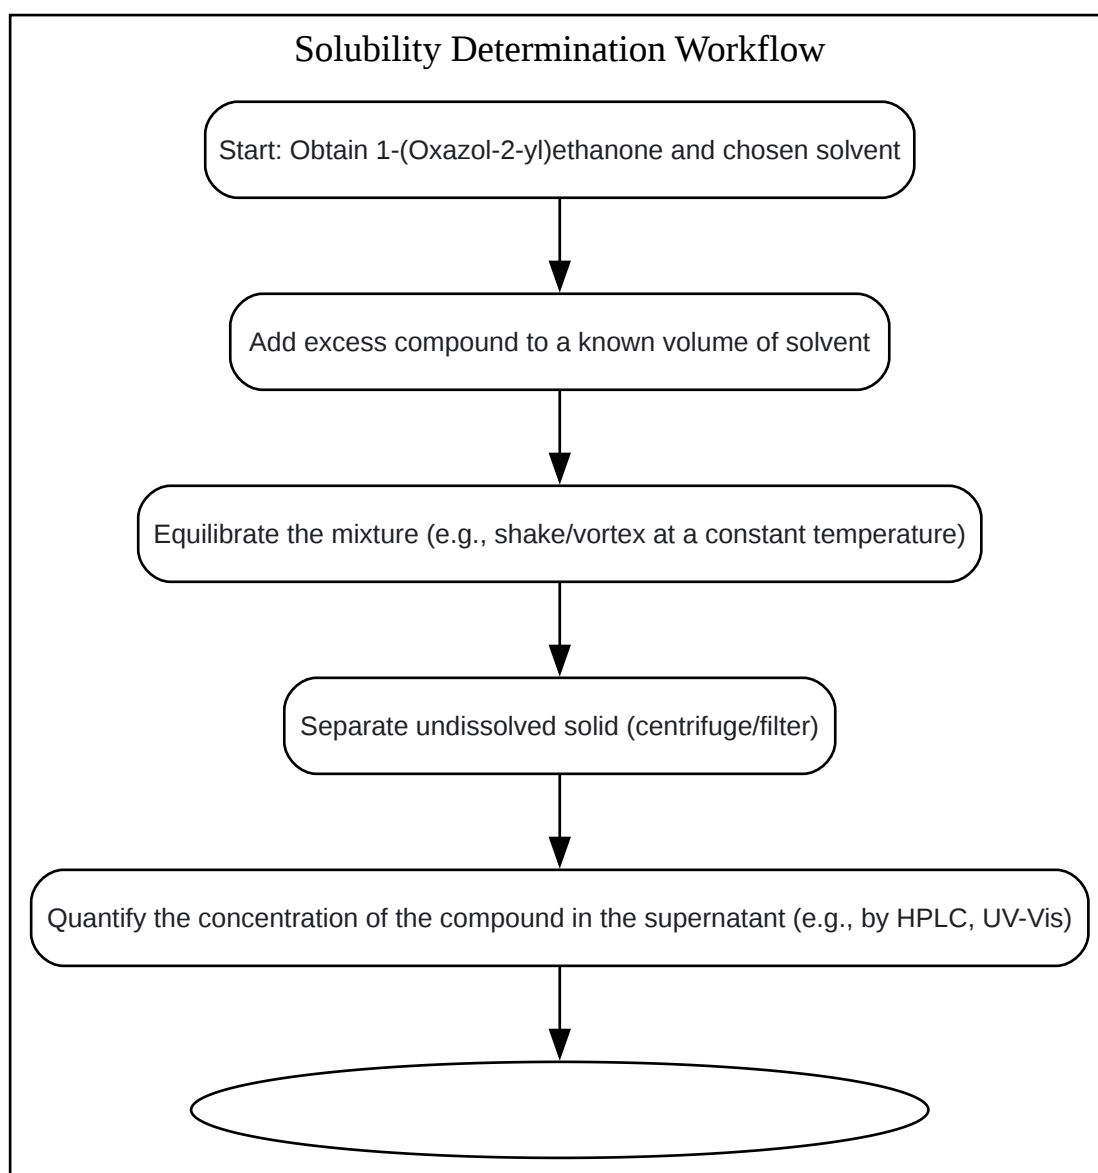 Solubility Determination Workflow
Start: Obtain 1-(Oxazol-2-yl)ethanone and chosen solvent
Add excess compound to a known volume of solvent
Equilibrate the mixture (e.g., shake/vortex at a constant temperature)
Separate undissolved solid (centrifuge/filter)
Quantify the concentration of the compound in the supernatant (e.g., by HPLC, UV-Vis)